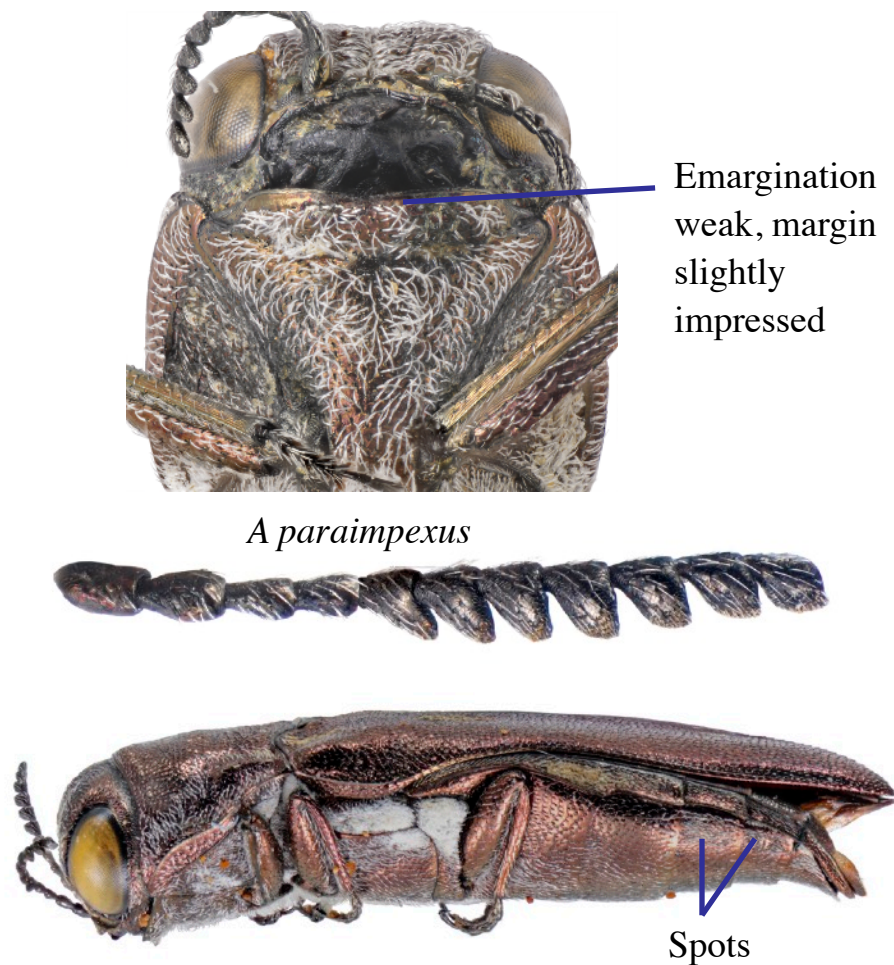 Emargination
weak, margin
slightly
impressed
A paraimpexus
Spots